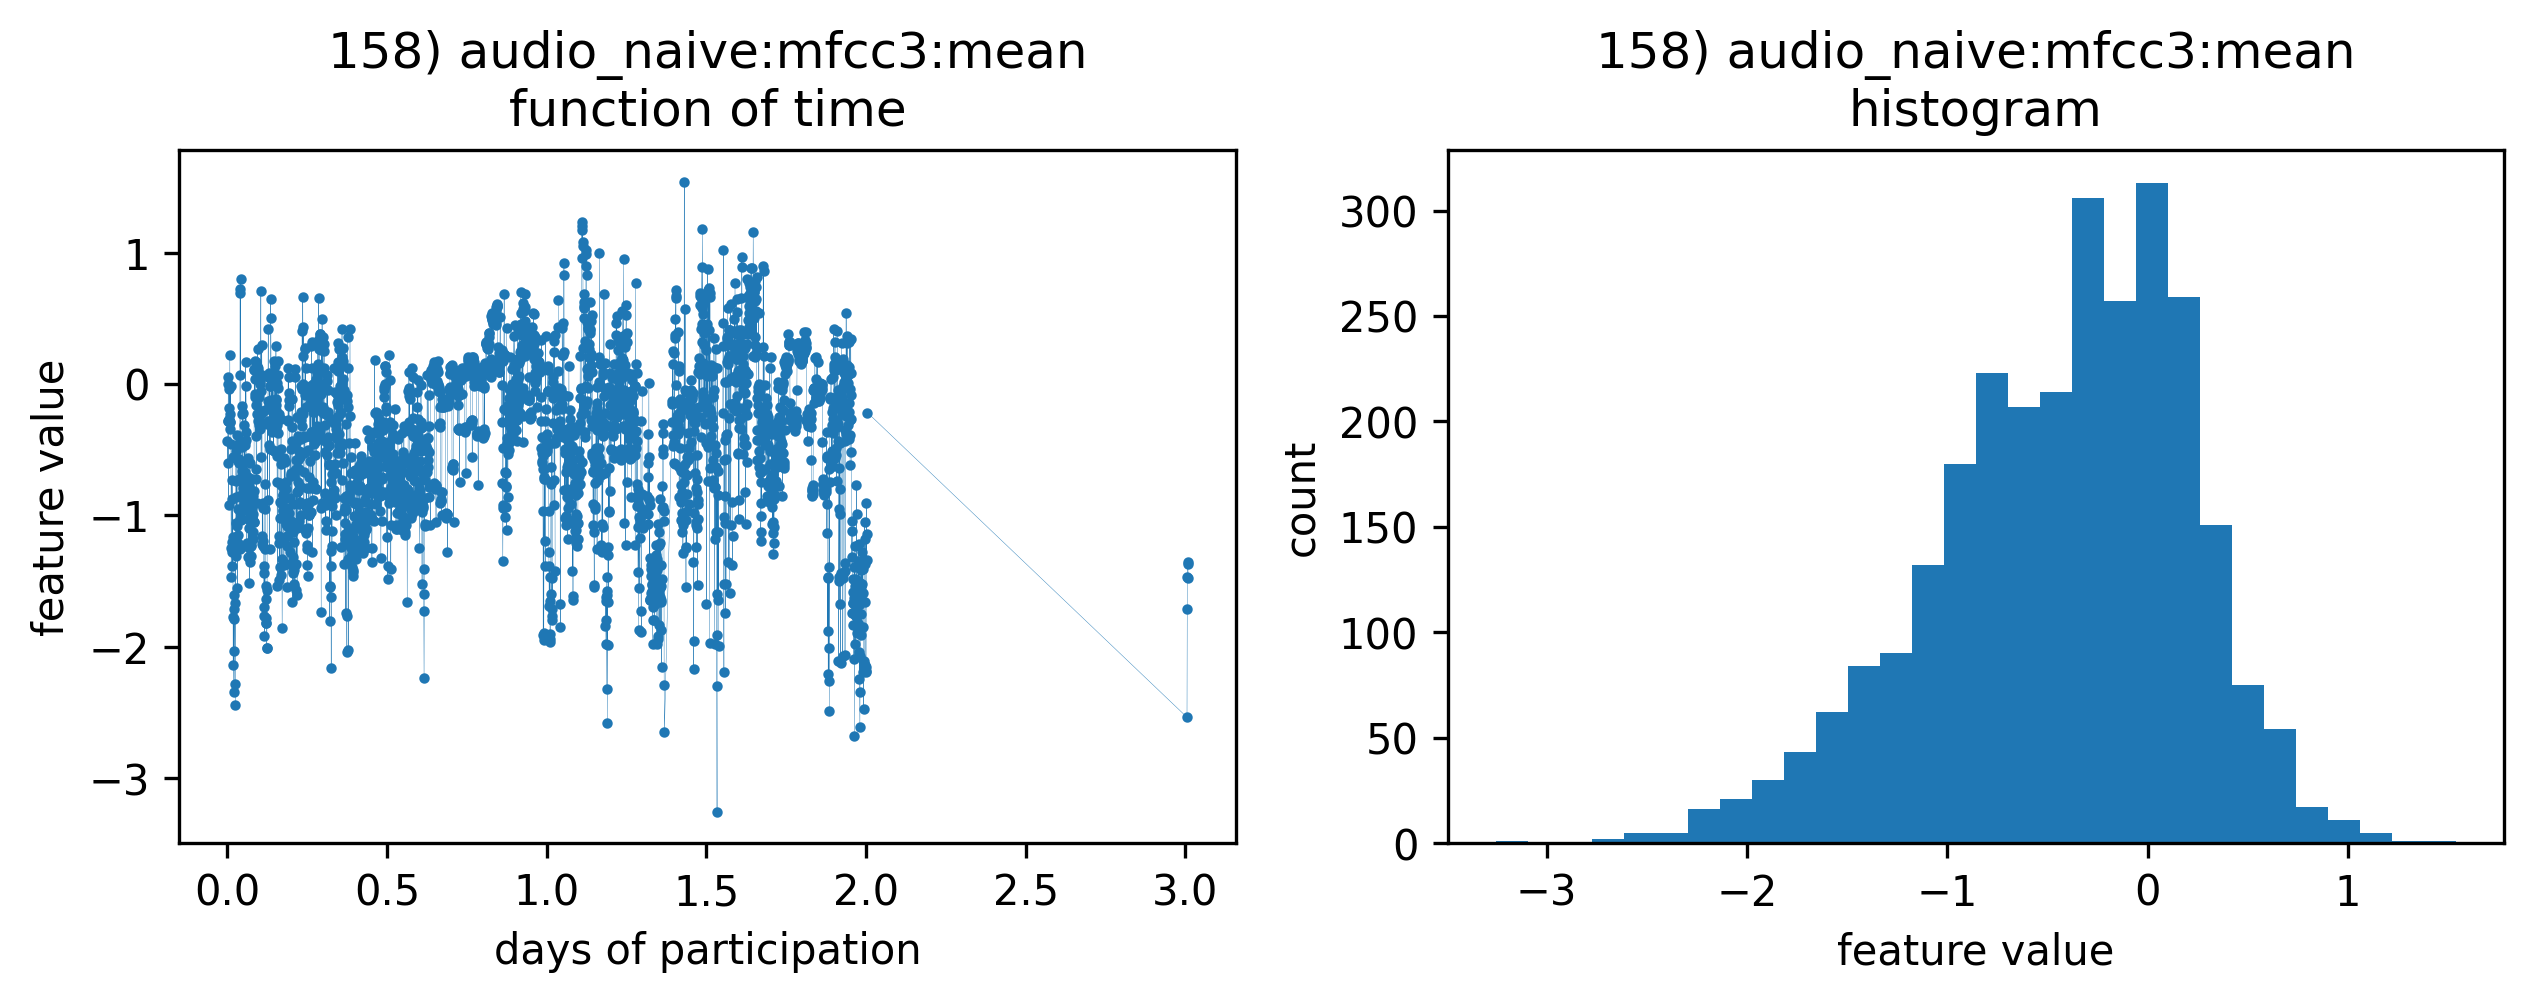 158) audio_naive:mfcc3:mean
function of time
feature value
1
0
−1
−2
−3
0.0 0.5 1.0 1.5 2.0 2.5 3.0
days of participation
158) audio_naive:mfcc3:mean
histogram
count
300
250
200
150
100
50
0
−3 −2 −1 0 1
feature value